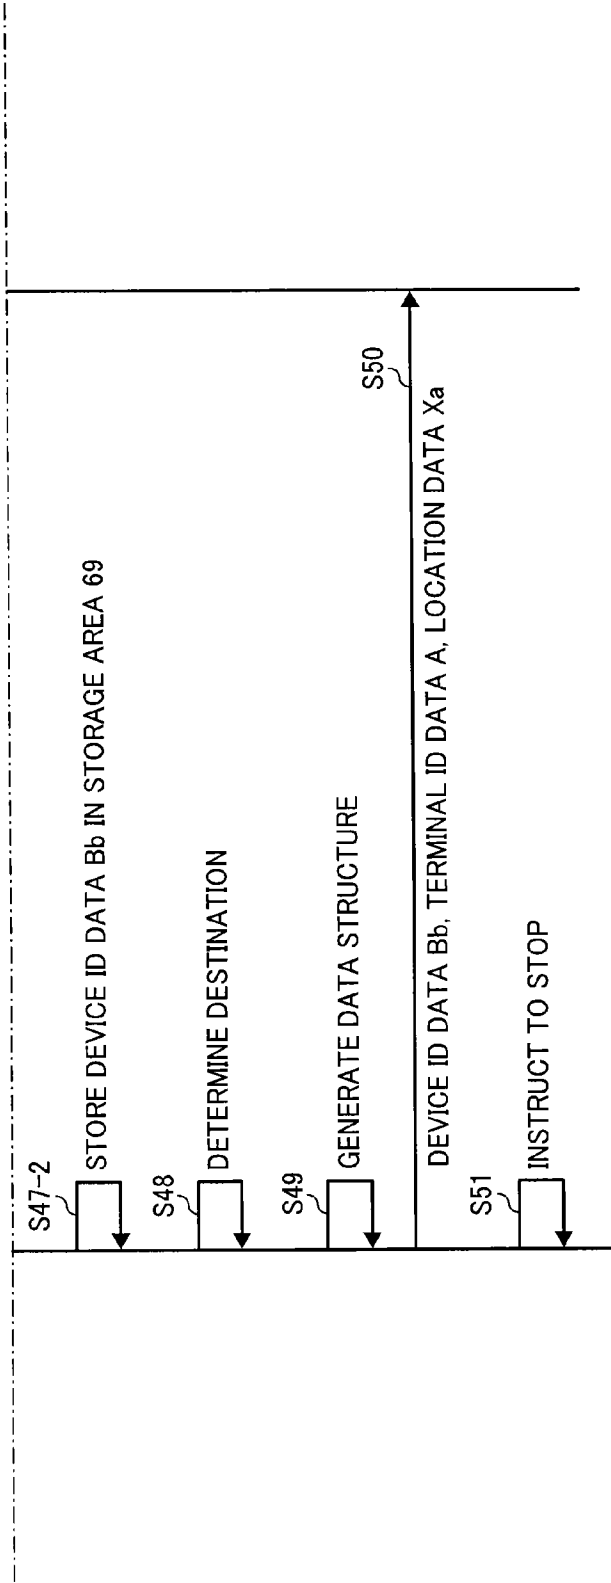 S47-2
STORE DEVICE ID DATA Bb IN STORAGE AREA 69
S48
DETERMINE DESTINATION
S49
GENERATE DATA STRUCTURE
S50
DEVICE ID DATA Bb, TERMINAL ID DATA A, LOCATION DATA Xa
S51
INSTRUCT TO STOP